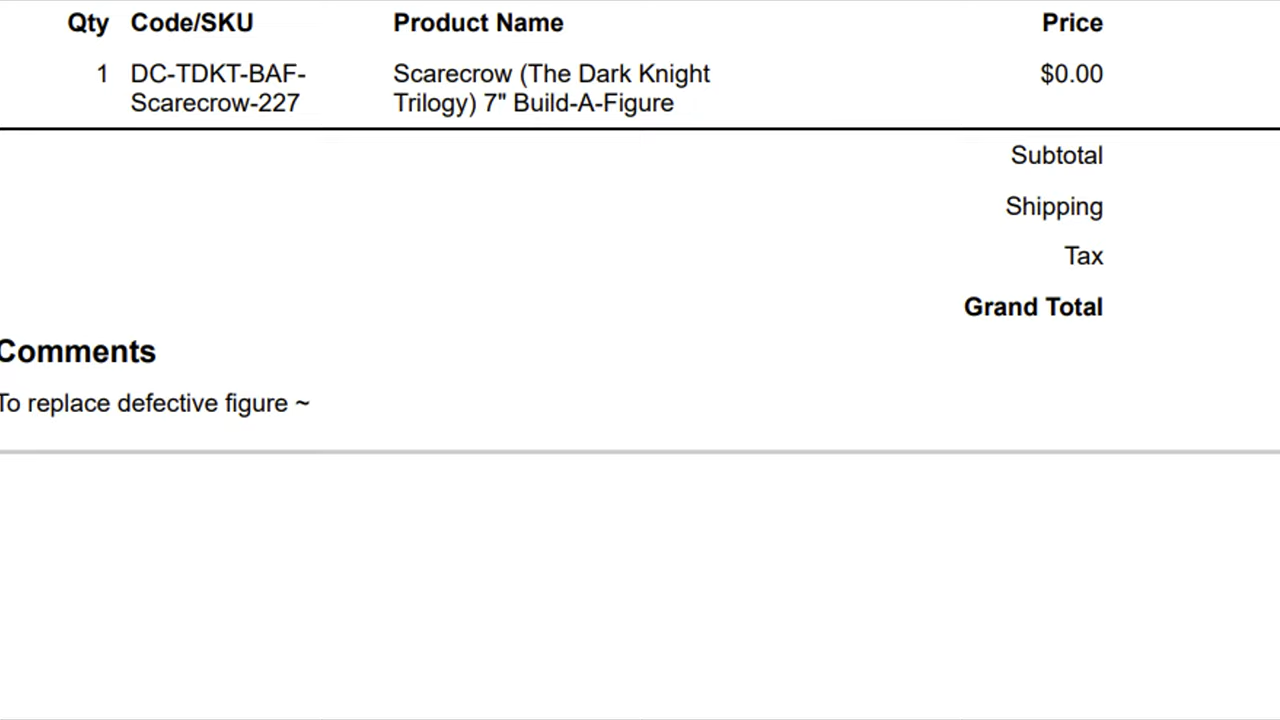 Qty Code/SKU Product Name Price
1 DC-TDKT-BAF- Scarecrow (The Dark Knight $0.00
Scarecrow-227 Trilogy) 7" Build-A-Figure
Subtotal
Shipping
Tax
Grand Total
Comments
To replace defective figure ~